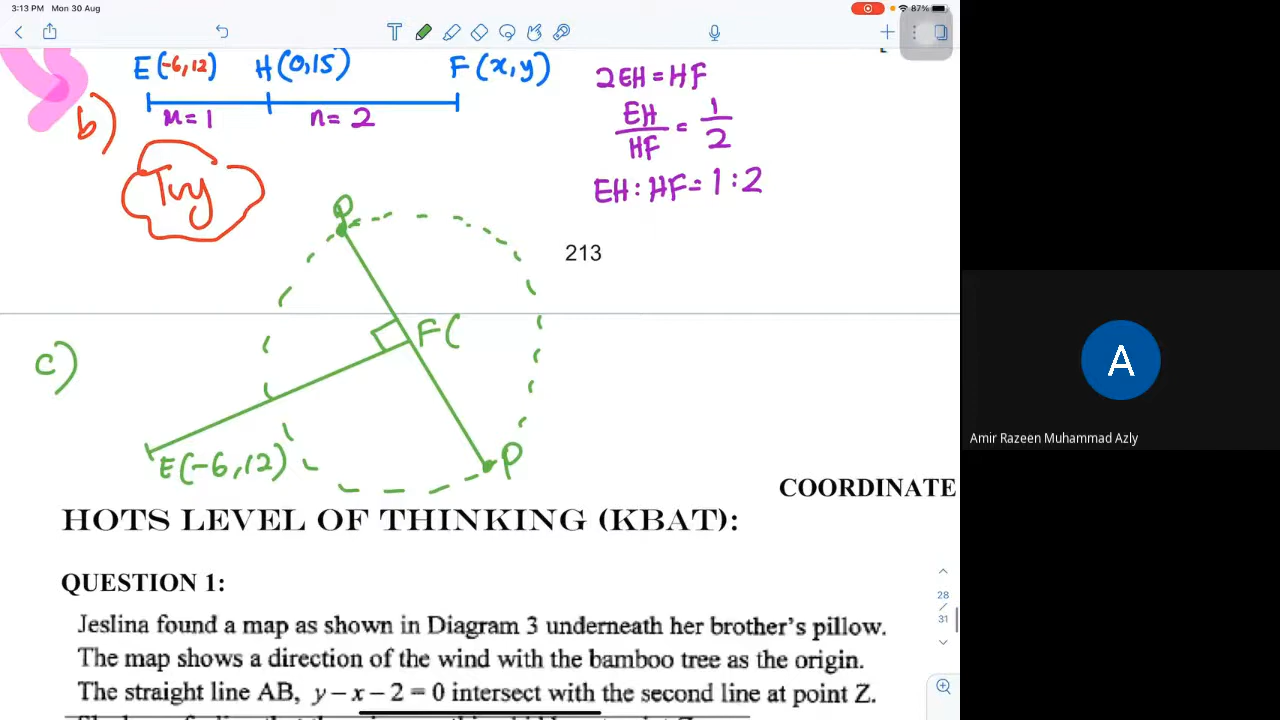 3:13 PM Mon 30 Aug
87%
T
E(-6,12) H(0,15) F(x,y)
m=1 n=2
b)
Try
2EH=HF
EH/HF = 1/2
EH:HF=1:2
213
P
c)
F(
E(-6,12)
P
COORDINATE
HOTS LEVEL OF THINKING (KBAT):
QUESTION 1:
Jeslina found a map as shown in Diagram 3 underneath her brother's pillow.
The map shows a direction of the wind with the bamboo tree as the origin.
The straight line AB, y – x – 2 = 0 intersect with the second line at point Z.
28
/
31
A
Amir Razeen Muhammad Azly